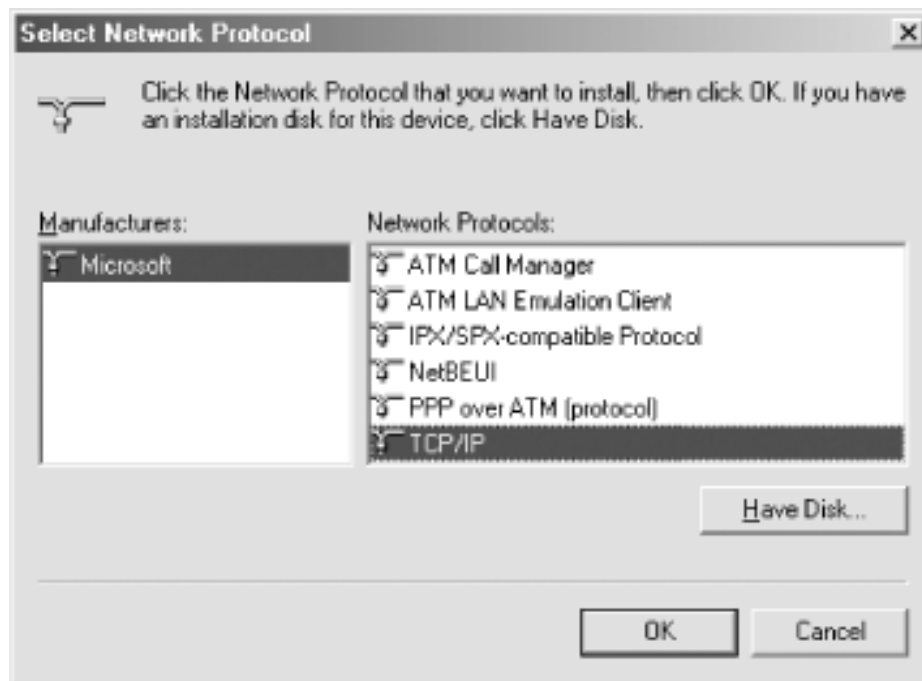 Select Network Protocol
Click the Network Protocol that you want to install, then click OK. If you have
an installation disk for this device, click Have Disk.
Manufacturers:
Microsoft
Network Protocols:
ATM Call Manager
ATM LAN Emulation Client
IPX/SPX-compatible Protocol
NetBEUI
PPP over ATM (protocol)
TCP/IP
Have Disk...
OK
Cancel